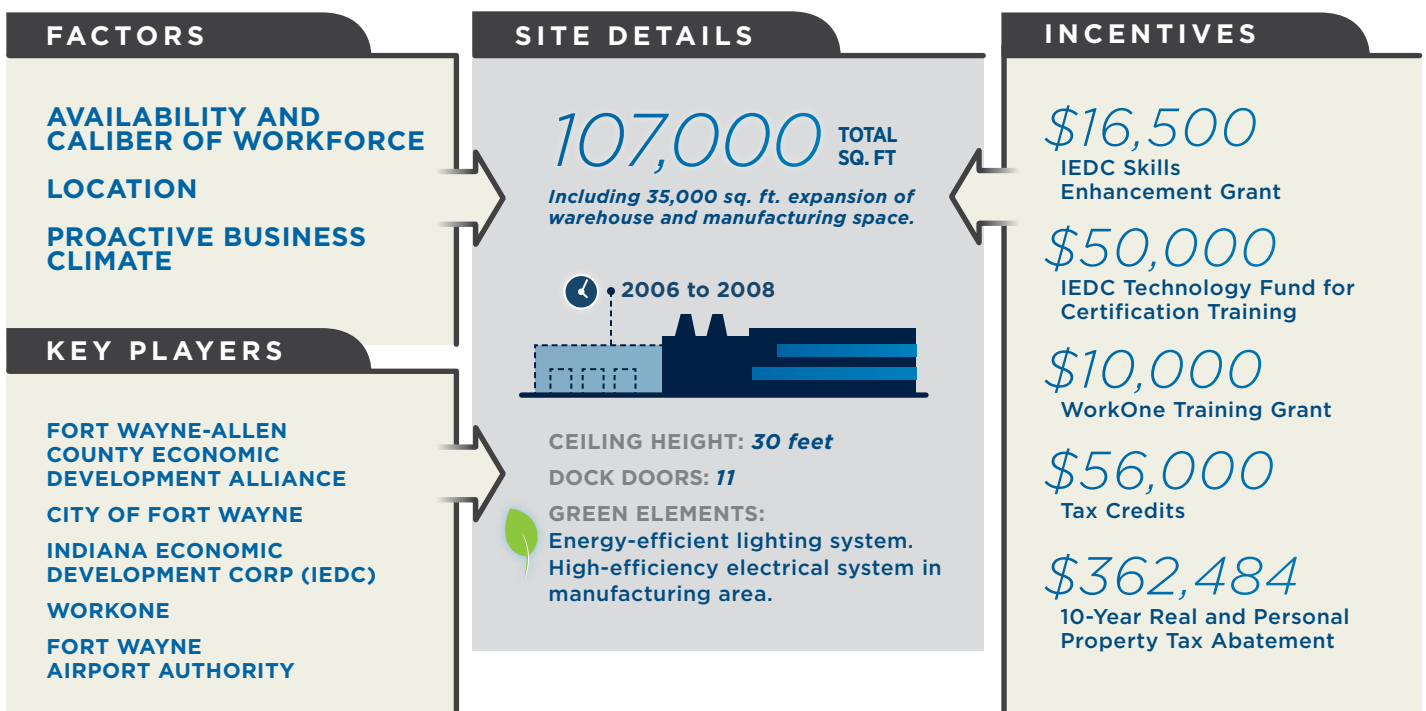 FACTORS
AVAILABILITY AND
CALIBER OF WORKFORCE
LOCATION
PROACTIVE BUSINESS
CLIMATE
KEY PLAYERS
FORT WAYNE-ALLEN
COUNTY ECONOMIC
DEVELOPMENT ALLIANCE
CITY OF FORT WAYNE
INDIANA ECONOMIC
DEVELOPMENT CORP (IEDC)
WORKONE
FORT WAYNE
AIRPORT AUTHORITY
SITE DETAILS
107,000 TOTAL
SQ. FT
Including 35,000 sq. ft. expansion of
warehouse and manufacturing space.
2006 to 2008
CEILING HEIGHT: 30 feet
DOCK DOORS: 11
GREEN ELEMENTS:
Energy-efficient lighting system.
High-efficiency electrical system in
manufacturing area.
INCENTIVES
$16,500
IEDC Skills
Enhancement Grant
$50,000
IEDC Technology Fund for
Certification Training
$10,000
WorkOne Training Grant
$56,000
Tax Credits
$362,484
10-Year Real and Personal
Property Tax Abatement